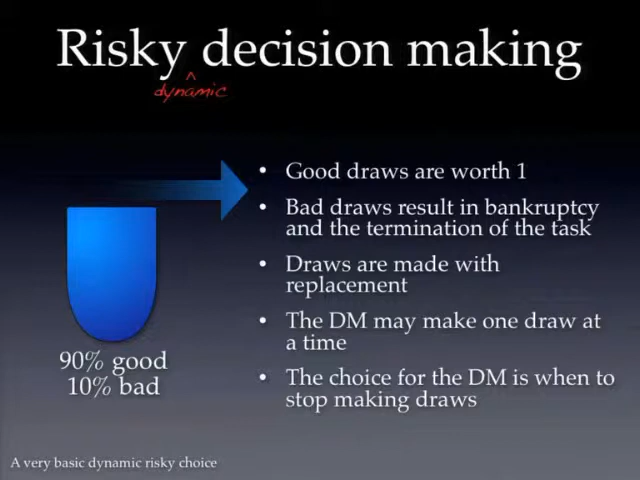 Risky decision making
^
dynamic
• Good draws are worth 1
• Bad draws result in bankruptcy
and the termination of the task
• Draws are made with
replacement
• The DM may make one draw at
a time
• The choice for the DM is when to
stop making draws
90% good
10% bad
A very basic dynamic risky choice